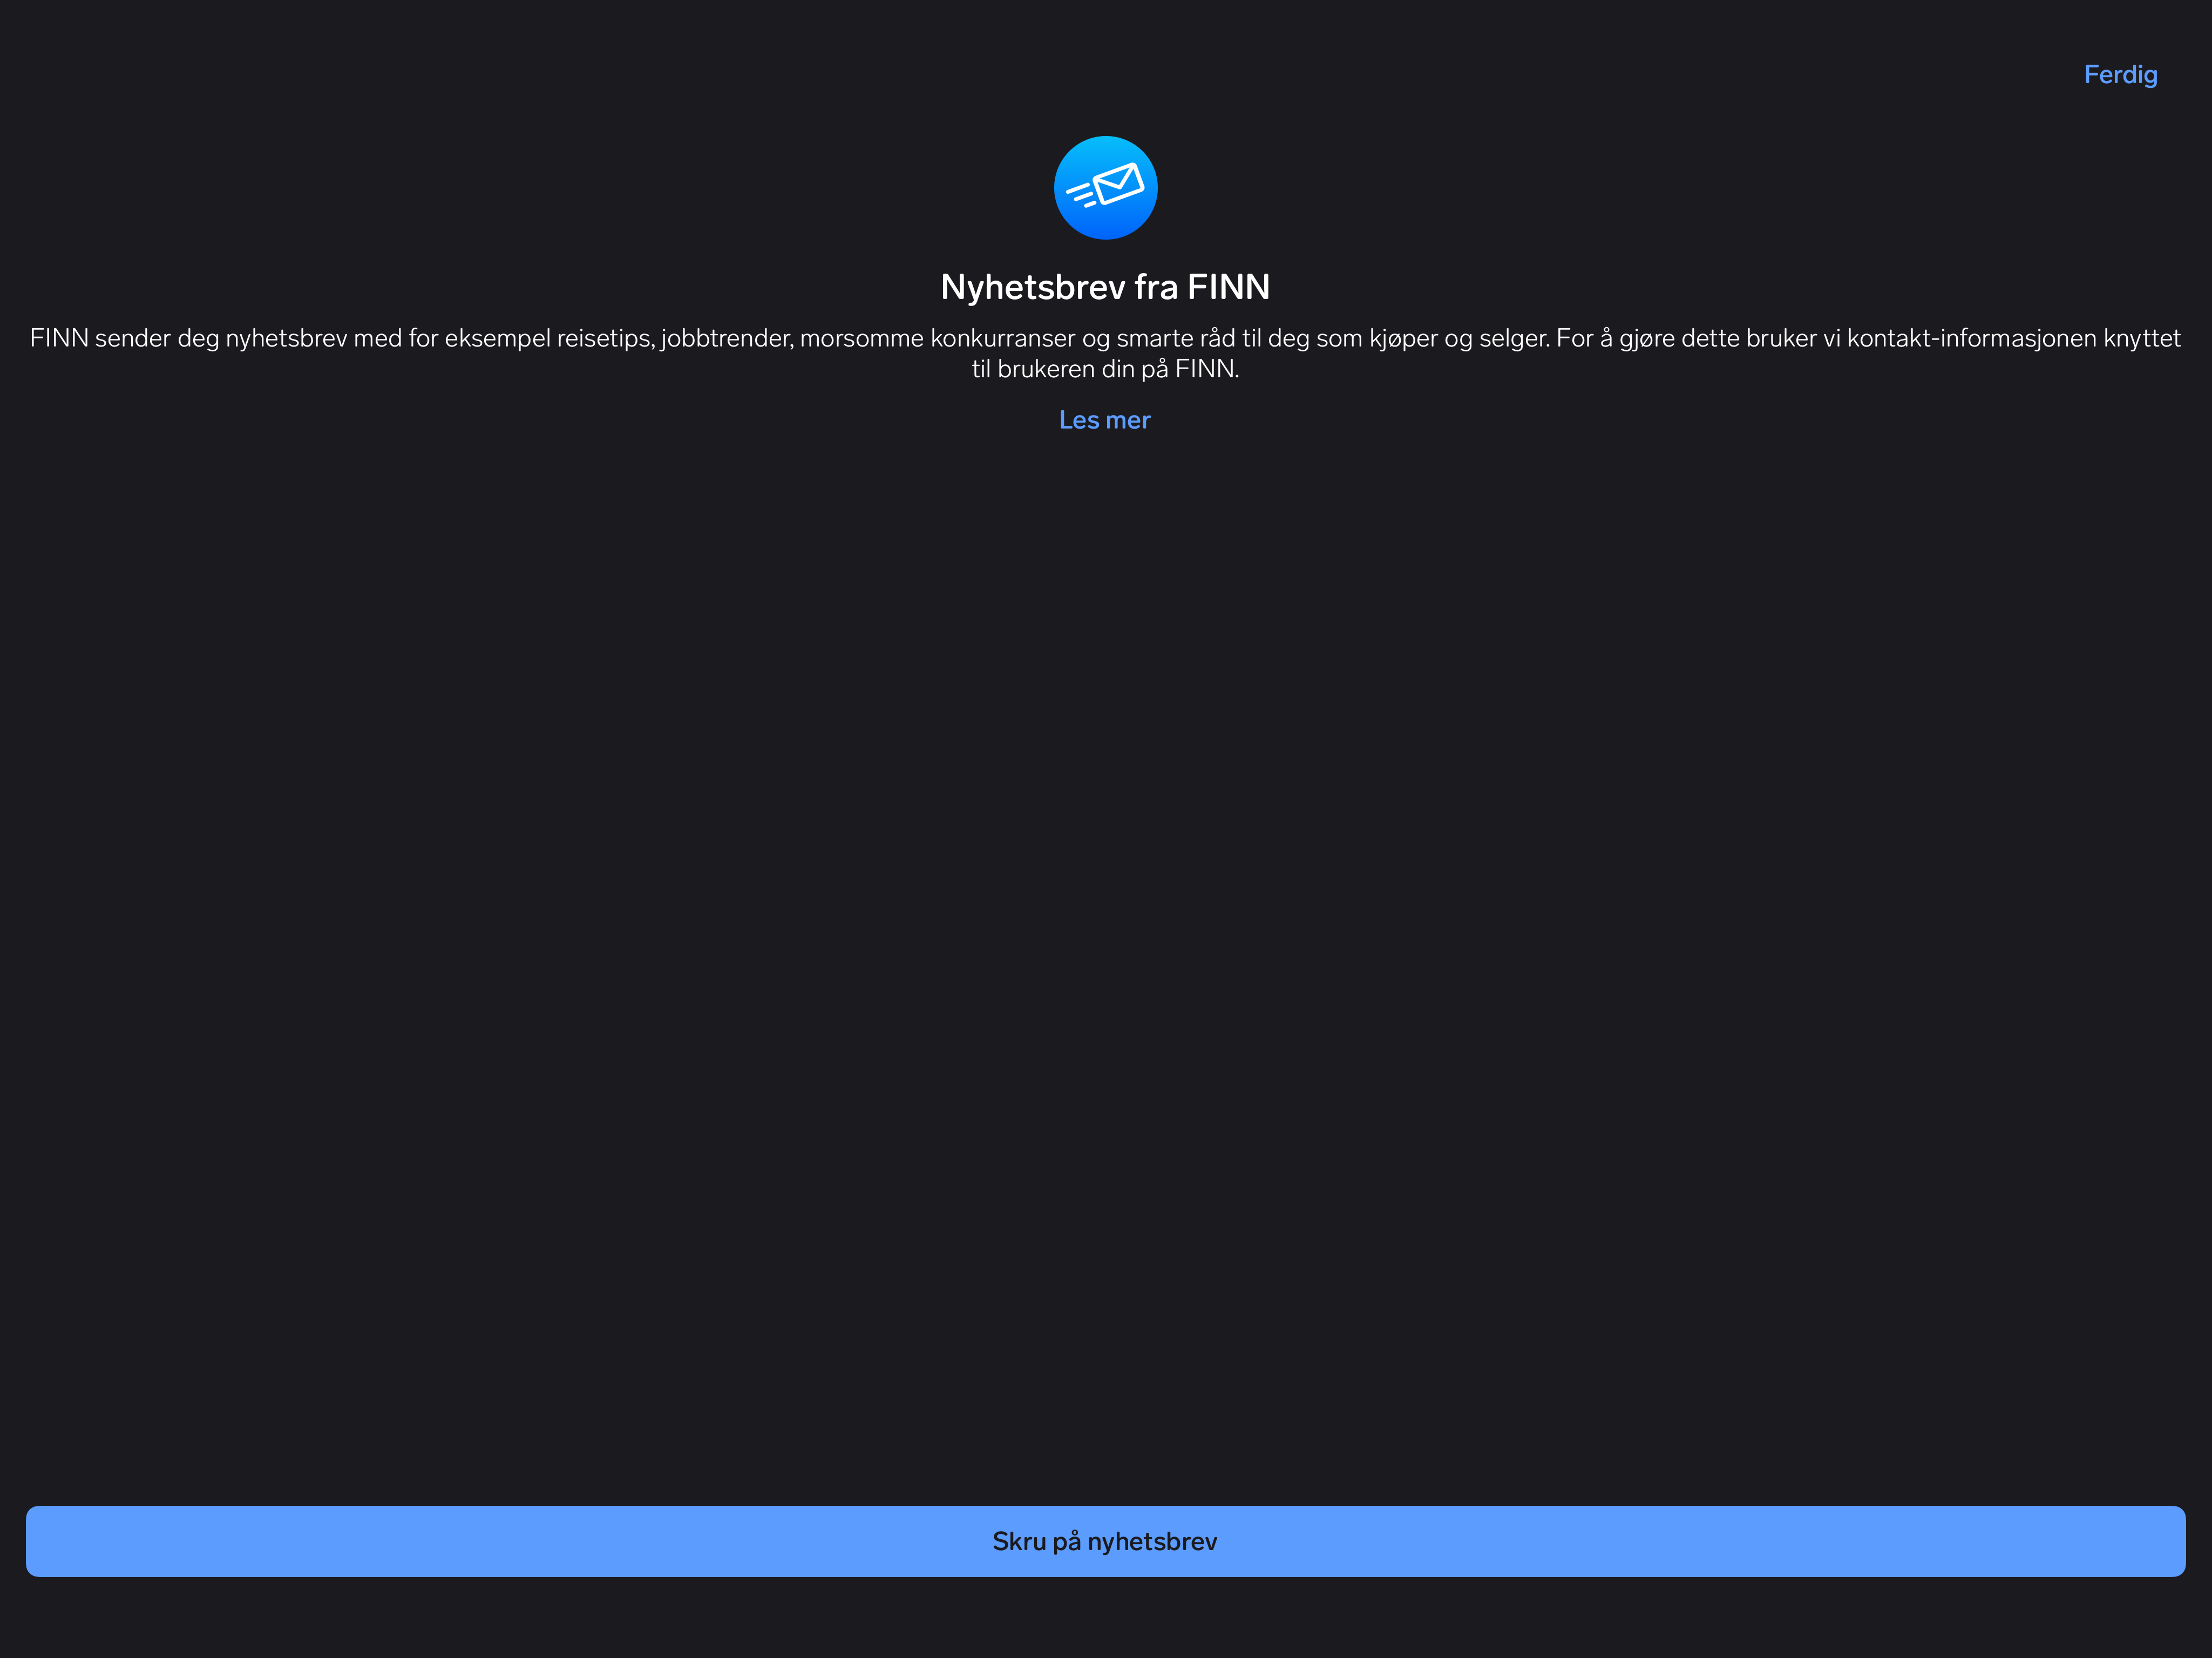 Ferdig
Nyhetsbrev fra FINN
FINN sender deg nyhetsbrev med for eksempel reisetips, jobbtrender, morsomme konkurranser og smarte råd til deg som kjøper og selger. For å gjøre dette bruker vi kontakt-informasjonen knyttet
til brukeren din på FINN.
Les mer
Skru på nyhetsbrev